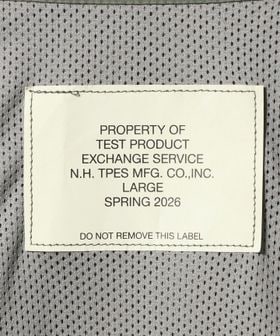 PROPERTY OF
TEST PRODUCT
EXCHANGE SERVICE
N.H. TPES MFG. CO.,INC.
LARGE
SPRING 2026
DO NOT REMOVE THIS LABEL